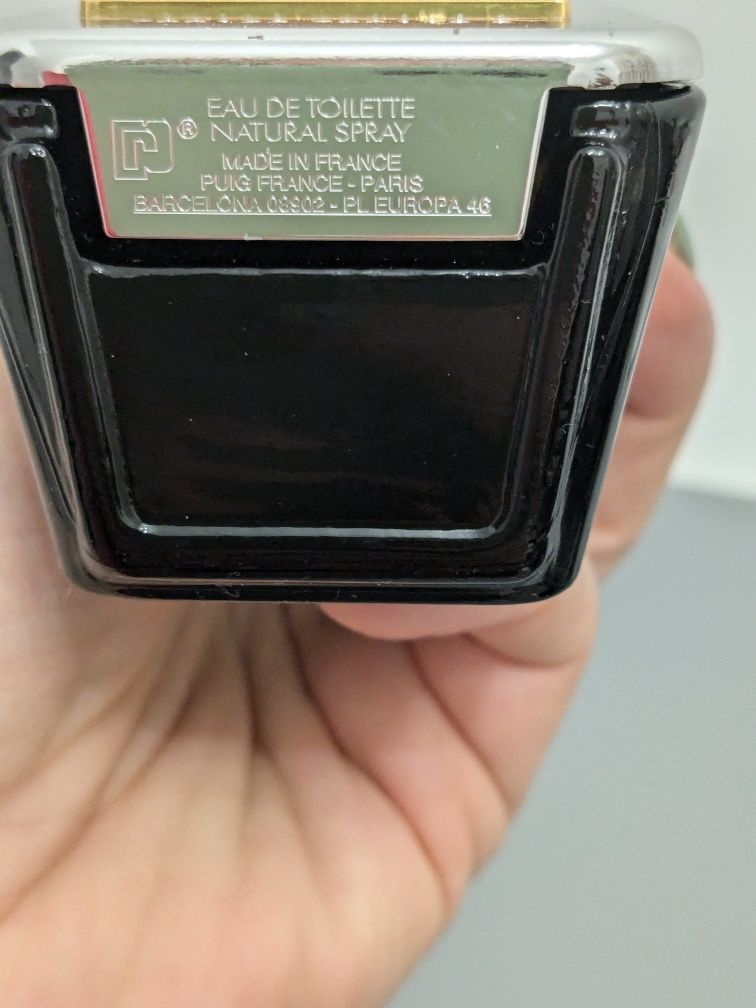 ® EAU DE TOILETTE
NATURAL SPRAY
MADE IN FRANCE
PUIG FRANCE - PARIS
BARCELONA 08902 - PL EUROPA 46